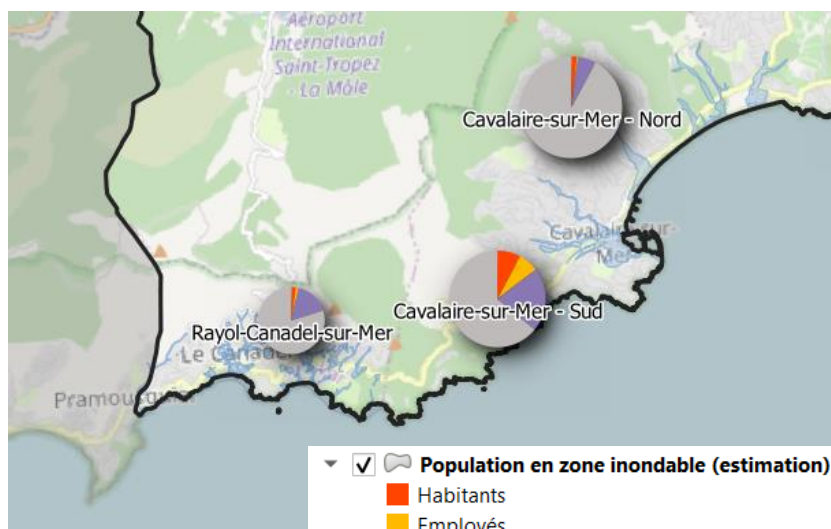 Aéroport
International
Saint-Tropez
- La Môle
Cavalaire-sur-Mer - Nord
Cavalaire-sur-
Mer
Cavalaire-sur-Mer - Sud
Rayol-Canadel-sur-Mer
Le Canadel
Pramousquier
Population en zone inondable (estimation)
Habitants
Employés